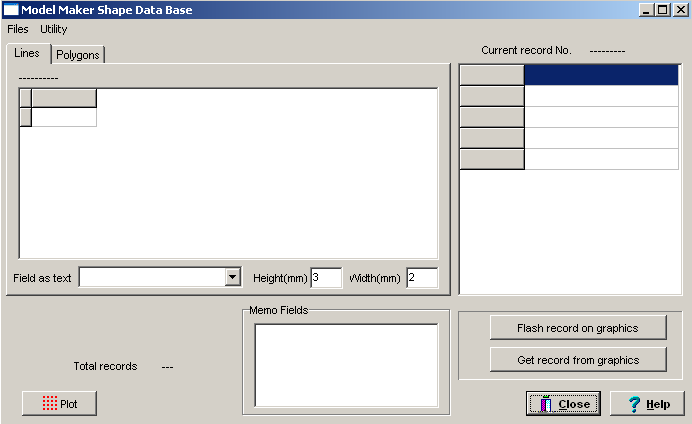 Model Maker Shape Data Base
Files Utility
Lines Polygons
Current record No. ---------
----------
Field as text Height(mm) 3 Width(mm) 2
Memo Fields
Flash record on graphics
Get record from graphics
Total records ---
Plot
Close
Help